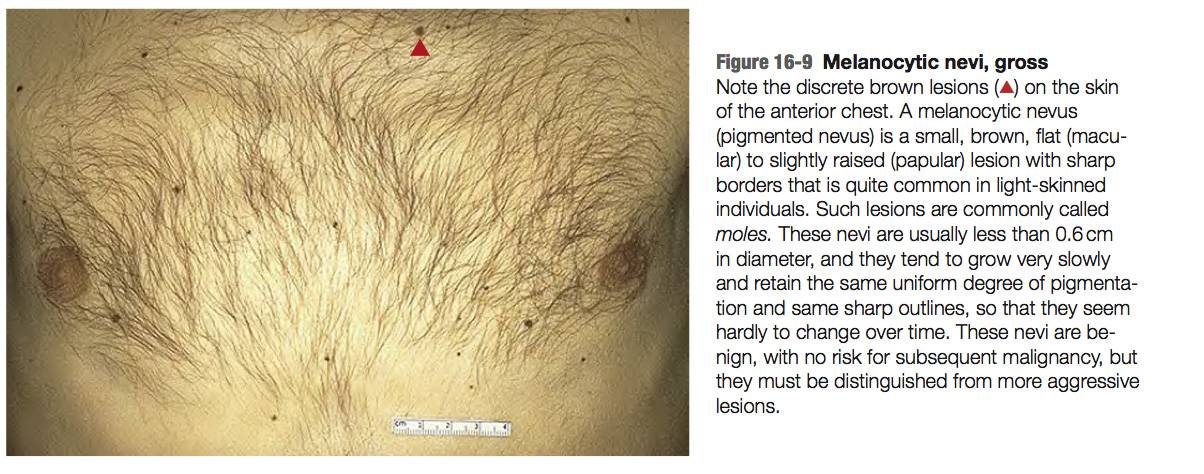 Figure 16-9 Melanocytic nevi, gross
Note the discrete brown lesions (▲) on the skin
of the anterior chest. A melanocytic nevus
(pigmented nevus) is a small, brown, flat (macu-
lar) to slightly raised (papular) lesion with sharp
borders that is quite common in light-skinned
individuals. Such lesions are commonly called
moles. These nevi are usually less than 0.6 cm
in diameter, and they tend to grow very slowly
and retain the same uniform degree of pigmenta-
tion and same sharp outlines, so that they seem
hardly to change over time. These nevi are be-
nign, with no risk for subsequent malignancy, but
they must be distinguished from more aggressive
lesions.
cm 1 2 3 4